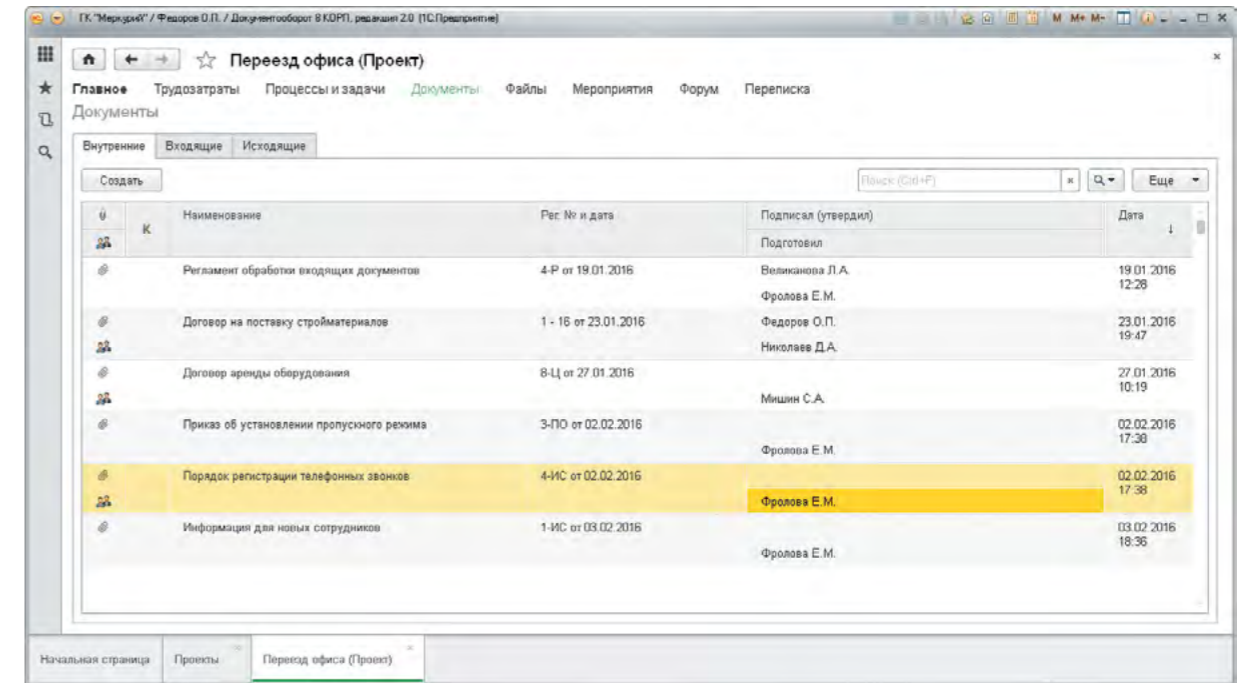 ГК "Меркурий" / Федоров О.П. / Документооборот 8 КОРП, редакция 2.0 (1С:Предприятие)
M M+ M-
Переезд офиса (Проект)
Главное Трудозатраты Процессы и задачи Документы Файлы Мероприятия Форум Переписка
Документы
Внутренние Входящие Исходящие
Создать Поиск (Ctrl+F) Еще
К Наименование Рег. № и дата Подписал (утвердил) Дата
Подготовил
Регламент обработки входящих документов 4-Р от 19.01.2016 Великанова Л.А. 19.01.2016
12:28
Фролова Е.М.
Договор на поставку стройматериалов 1 - 16 от 23.01.2016 Федоров О.П. 23.01.2016
19:47
Николаев Д.А.
Договор аренды оборудования 8-Ц от 27.01.2016 27.01.2016
10:19
Мишин С.А.
Приказ об установлении пропускного режима 3-ПО от 02.02.2016 02.02.2016
17:38
Фролова Е.М.
Порядок регистрации телефонных звонков 4-ИС от 02.02.2016 02.02.2016
17:38
Фролова Е.М.
Информация для новых сотрудников 1-ИС от 03.02.2016 03.02.2016
18:36
Фролова Е.М.
Начальная страница Проекты Переезд офиса (Проект)